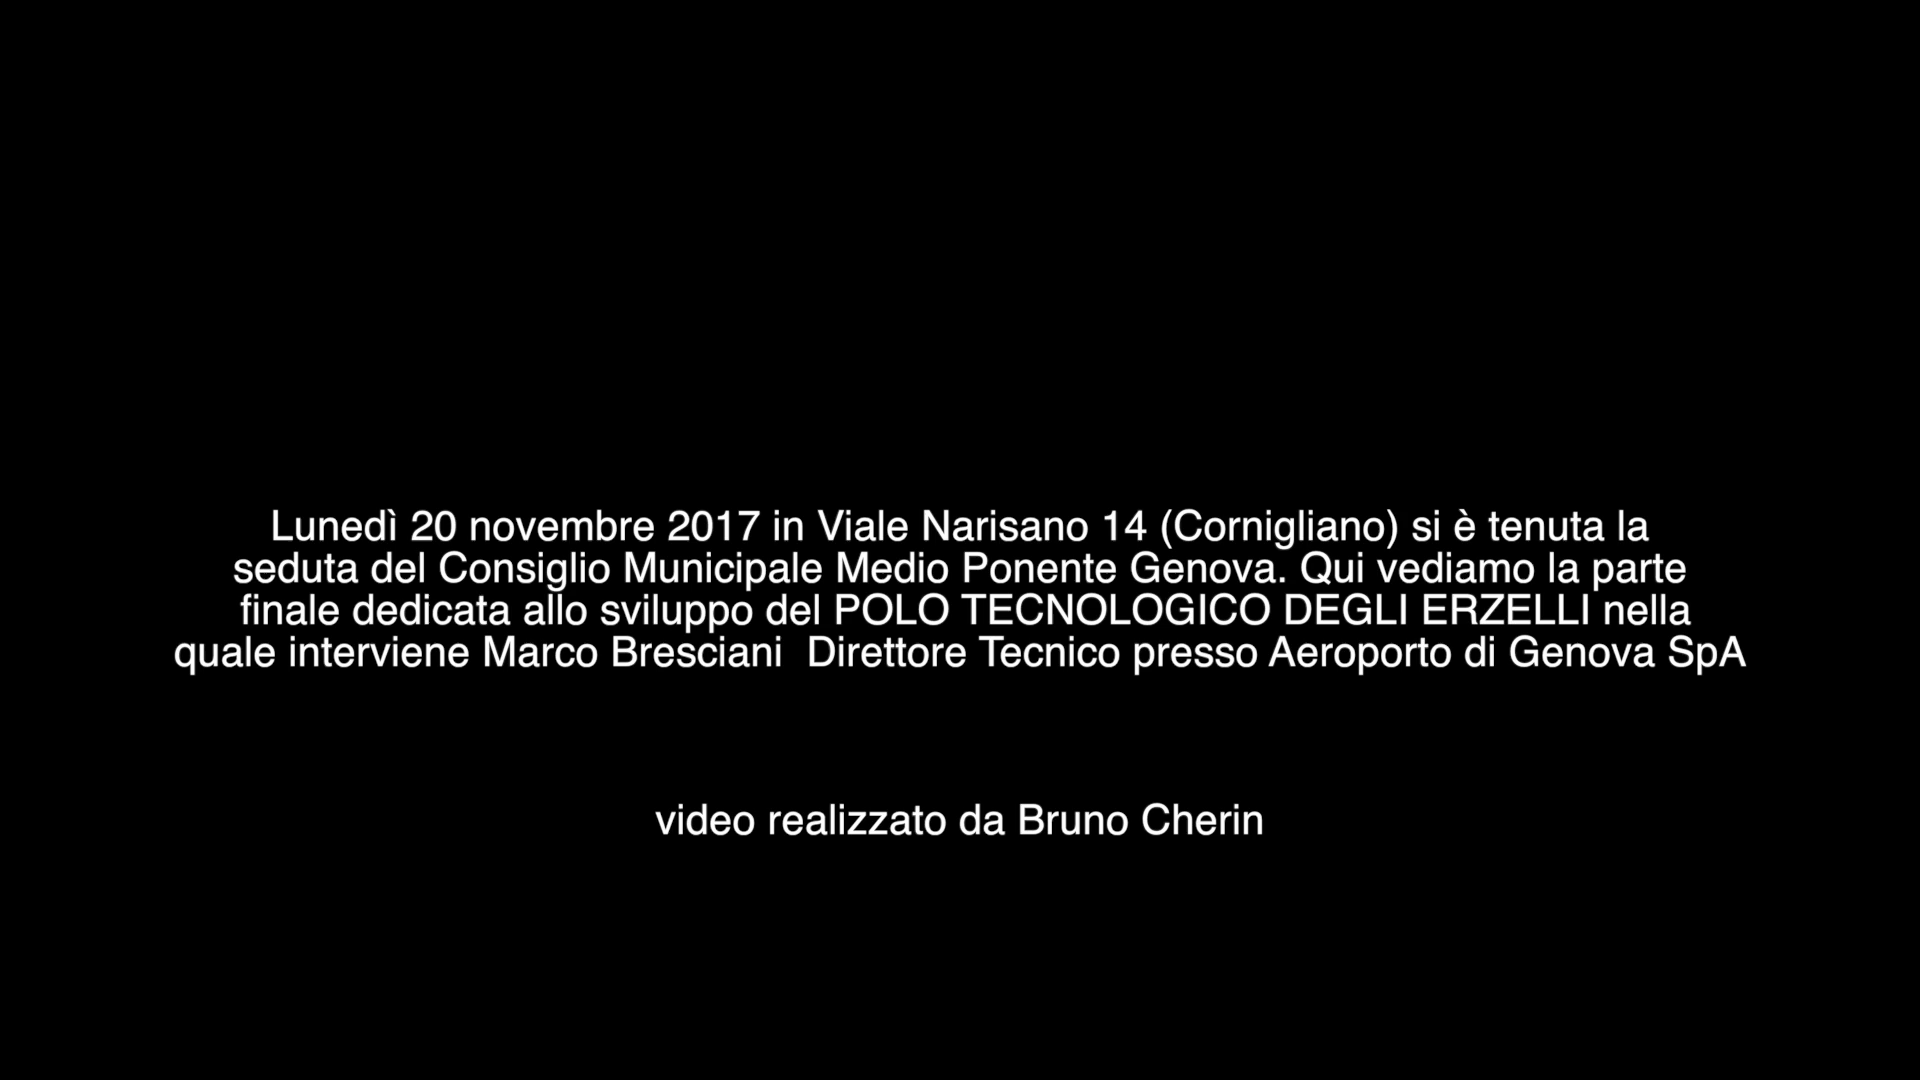 Lunedì 20 novembre 2017 in Viale Narisano 14 (Cornigliano) si è tenuta la
seduta del Consiglio Municipale Medio Ponente Genova. Qui vediamo la parte
finale dedicata allo sviluppo del POLO TECNOLOGICO DEGLI ERZELLI nella
quale interviene Marco Bresciani  Direttore Tecnico presso Aeroporto di Genova SpA
video realizzato da Bruno Cherin